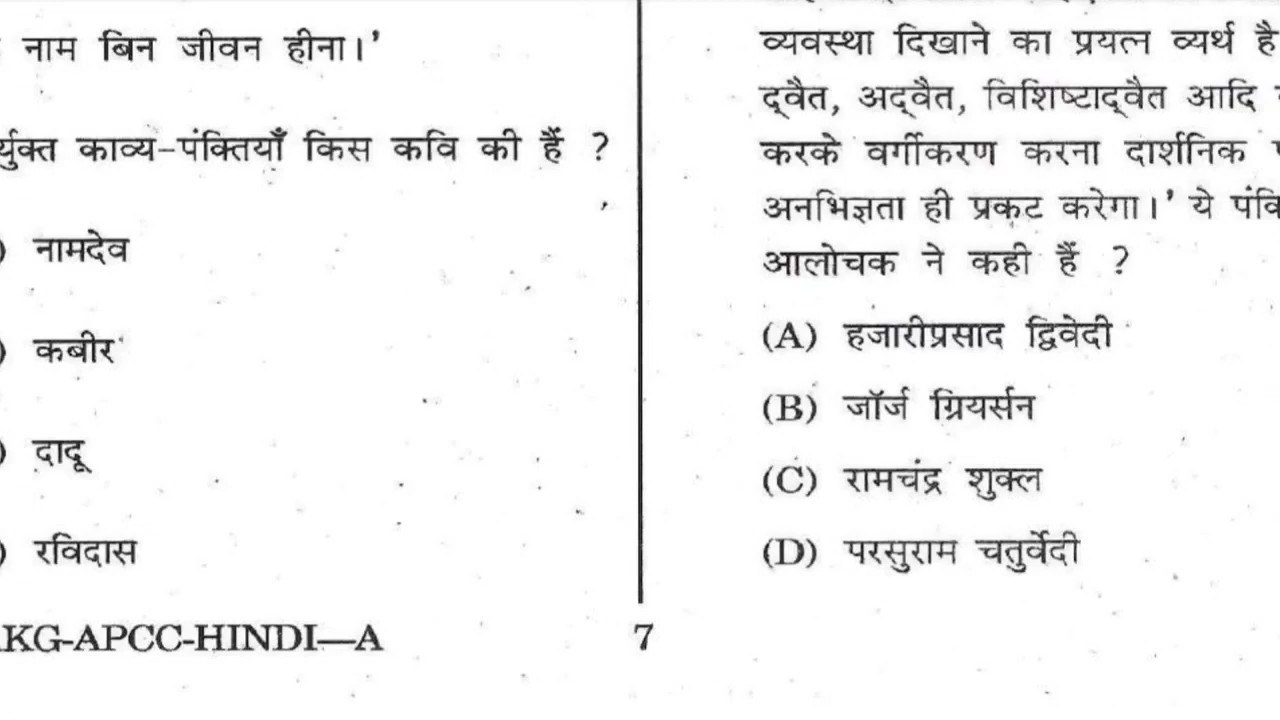 नाम बिन जीवन हीना।’
र्युक्त काव्य-पंक्तियाँ किस कवि की हैं ?
) नामदेव
) कबीर
) दादू
) रविदास
KG-APCC-HINDI—A
7
व्यवस्था दिखाने का प्रयत्न व्यर्थ है
द्वैत, अद्वैत, विशिष्टाद्वैत आदि
करके वर्गीकरण करना दार्शनिक
अनभिज्ञता ही प्रकट करेगा।’ ये
आलोचक ने कही हैं ?
(A) हजारीप्रसाद द्विवेदी
(B) जॉर्ज ग्रियर्सन
(C) रामचंद्र शुक्ल
(D) परसुराम चतुर्वेदी